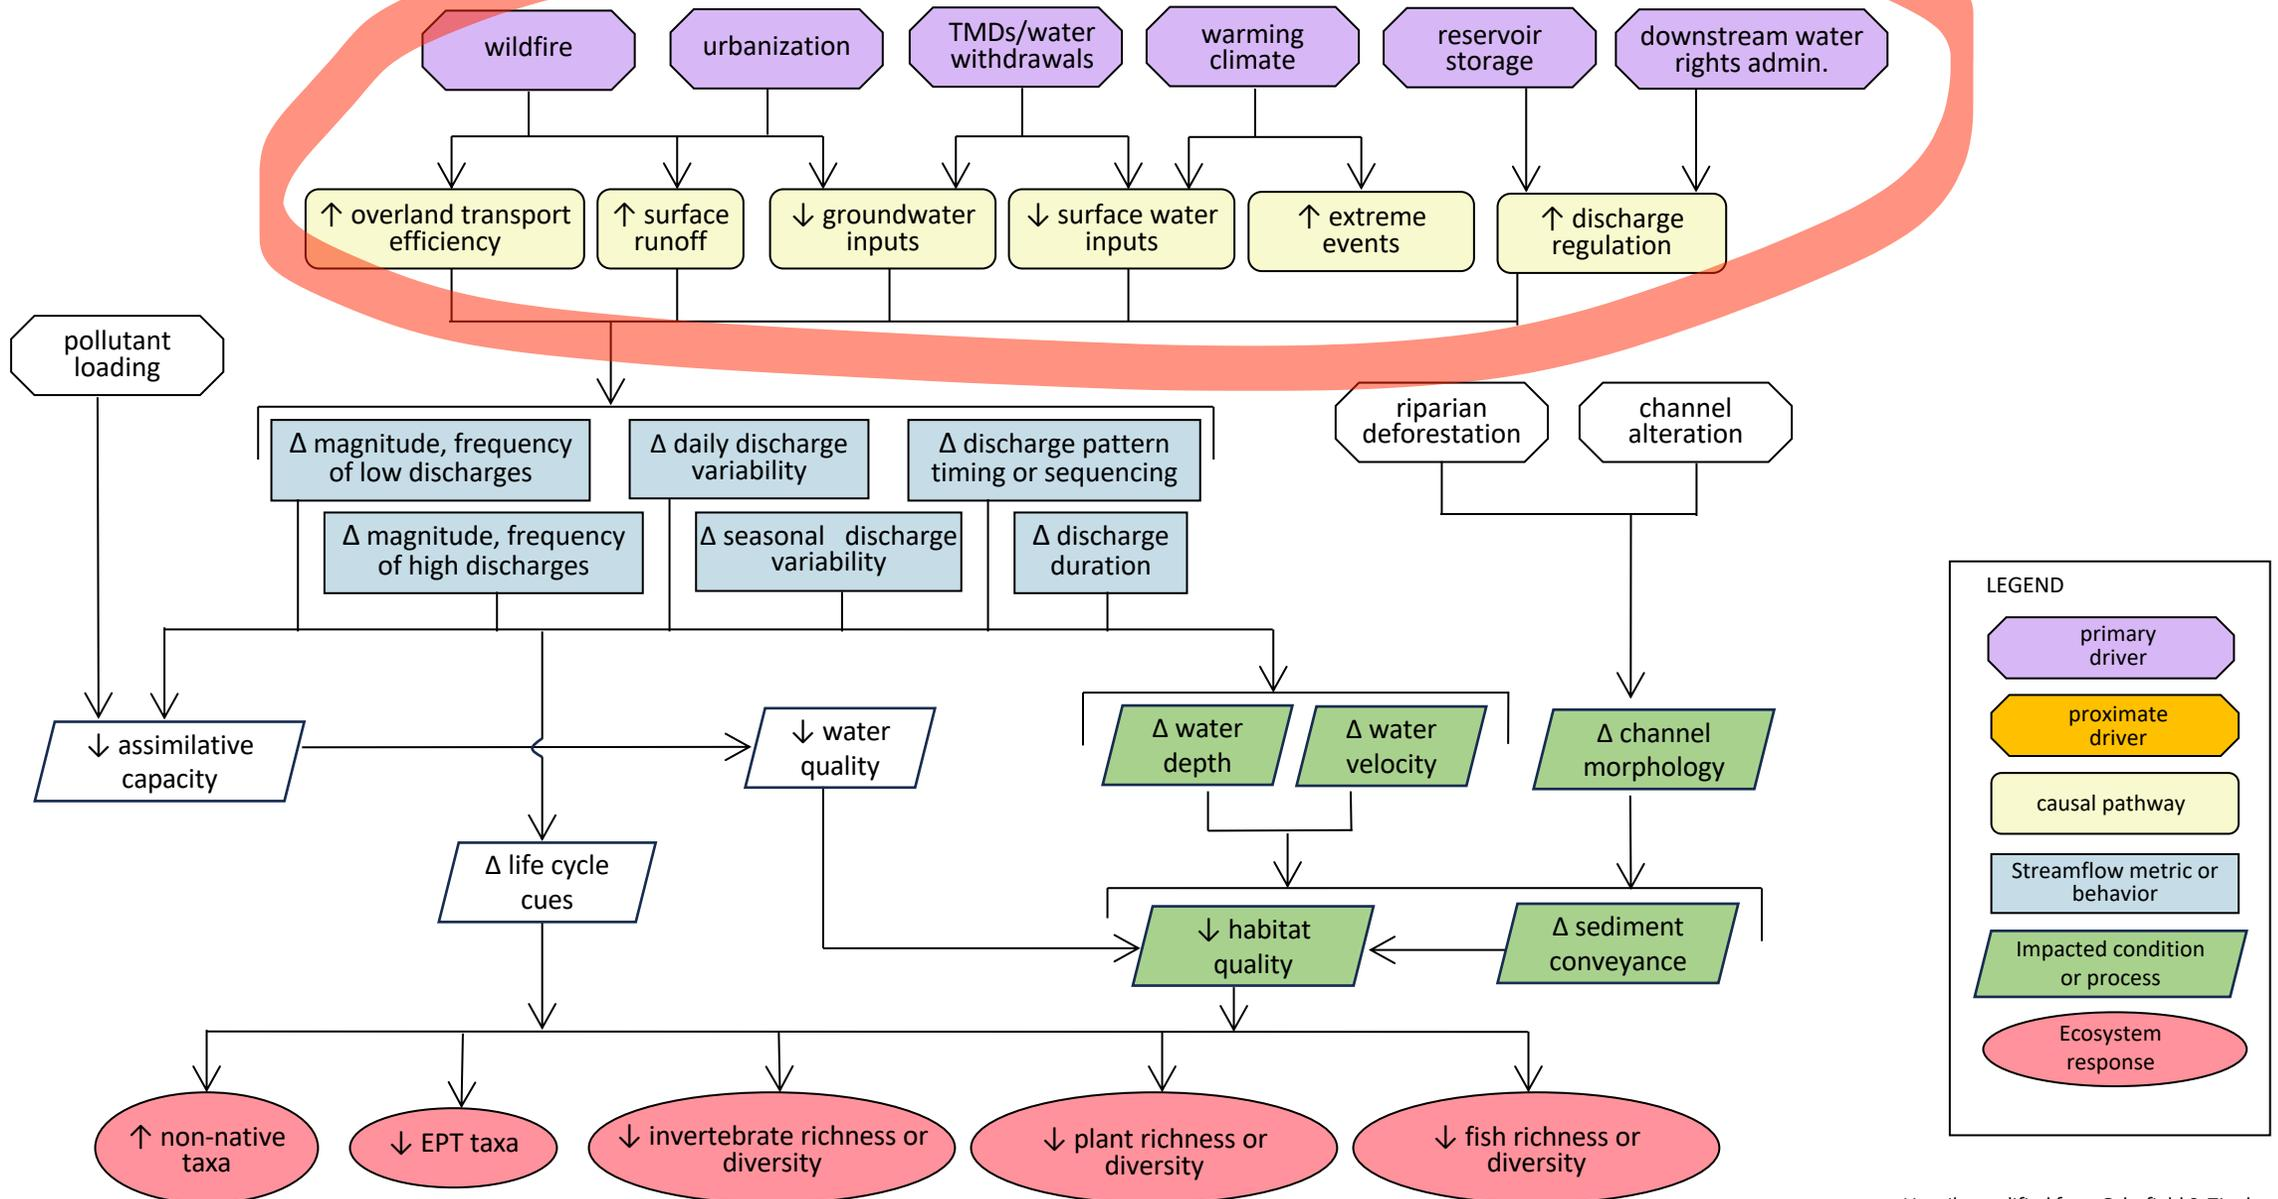 wildfire
urbanization
TMDs/water
withdrawals
warming
climate
reservoir
storage
downstream water
rights admin.
↑ overland transport
efficiency
↑ surface
runoff
↓ groundwater
inputs
↓ surface water
inputs
↑ extreme
events
↑ discharge
regulation
pollutant
loading
riparian
deforestation
channel
alteration
Δ magnitude, frequency
of low discharges
Δ daily discharge
variability
Δ discharge pattern
timing or sequencing
Δ magnitude, frequency
of high discharges
Δ seasonal discharge
variability
Δ discharge
duration
↓ assimilative
capacity
↓ water
quality
Δ water
depth
Δ water
velocity
Δ channel
morphology
Δ life cycle
cues
↓ habitat
quality
Δ sediment
conveyance
↑ non-native
taxa
↓ EPT taxa
↓ invertebrate richness or
diversity
↓ plant richness or
diversity
↓ fish richness or
diversity
LEGEND
primary
driver
proximate
driver
causal pathway
Streamflow metric or
behavior
Impacted condition
or process
Ecosystem
response